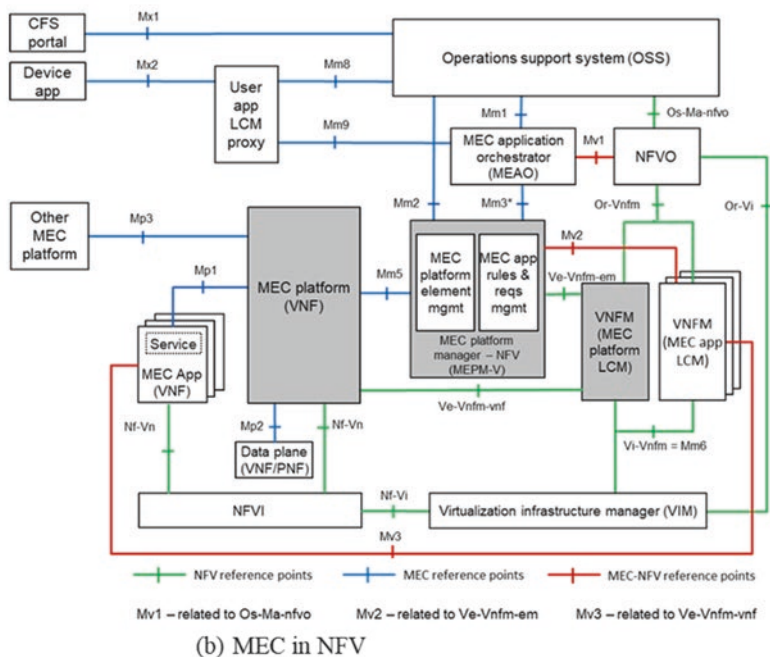 CFS
portal
Mx1
Operations support system (OSS)
Device
app
Mx2
User
app
LCM
proxy
Mm8
Mm9
Mm1
Os-Ma-nfvo
MEC application
orchestrator
(MEAO)
Mv1
NFVO
Other
MEC
platform
Mp3
Mm2
Mm3*
Or-Vnfm
Or-Vi
MEC platform
(VNF)
Mp1
Mm5
MEC
platform
element
mgmt
MEC app
rules &
reqs
mgmt
MEC platform
manager – NFV
(MEPM-V)
Mv2
Ve-Vnfm-em
VNFM
(MEC
platform
LCM)
VNFM
(MEC app
LCM)
Service
MEC App
(VNF)
Ve-Vnfm-vnf
Nf-Vn
Mp2
Nf-Vn
Data plane
(VNF/PNF)
Vi-Vnfm = Mm6
NFVI
Nf-Vi
Virtualization infrastructure manager (VIM)
Mv3
NFV reference points
MEC reference points
MEC-NFV reference points
Mv1 – related to Os-Ma-nfvo
Mv2 – related to Ve-Vnfm-em
Mv3 – related to Ve-Vnfm-vnf
(b) MEC in NFV